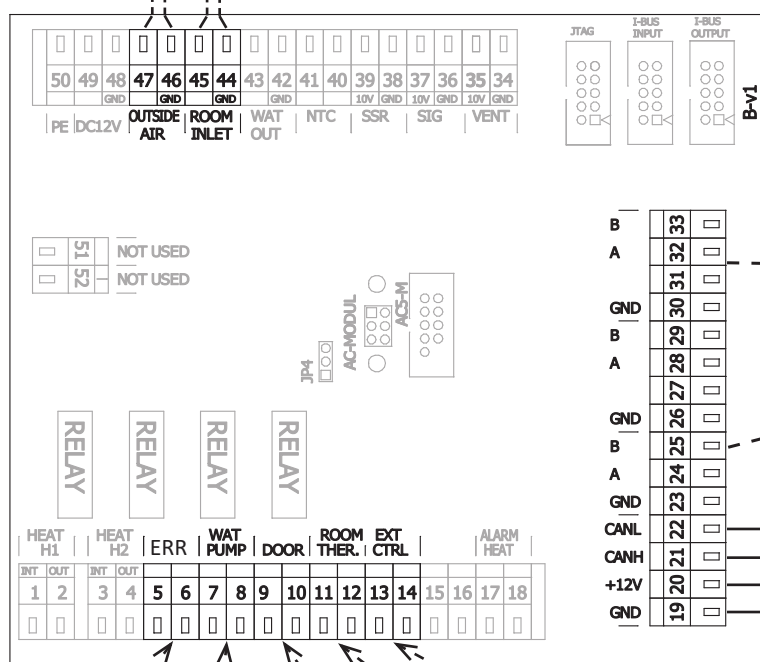 JTAG
I-BUS INPUT
I-BUS OUTPUT
B-v1
50 49 48 47 46 45 44 43 42 41 40 39 38 37 36 35 34
GND GND GND GND 10V GND 10V GND 10V GND
PE DC12V OUTSIDE AIR ROOM INLET WAT OUT NTC SSR SIG VENT
51 NOT USED
52 NOT USED
AC-MODUL
AC5-M
JP4
RELAY RELAY RELAY RELAY
B 33
A 32
31
GND 30
B 29
A 28
27
GND 26
B 25
A 24
GND 23
CANL 22
CANH 21
+12V 20
GND 19
HEAT H1 HEAT H2 ERR WAT PUMP DOOR ROOM THER. EXT CTRL ALARM HEAT
INT OUT INT OUT
1 2 3 4 5 6 7 8 9 10 11 12 13 14 15 16 17 18